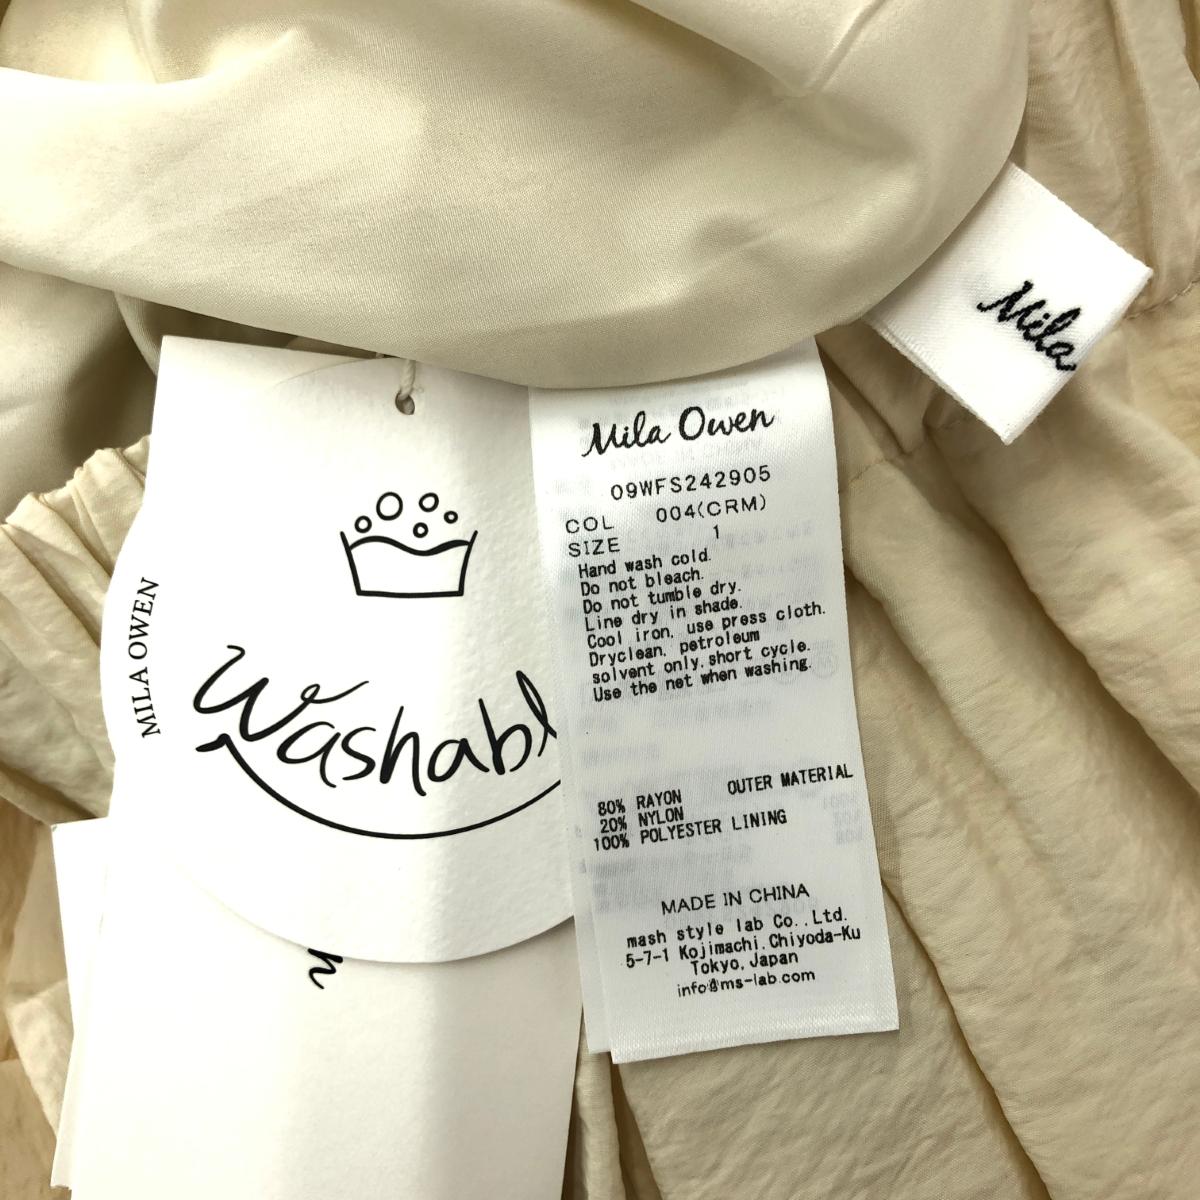 Mila
MILA OWEN
Washabl
Mila Owen
09WFS242905
COL 004(CRM)
SIZE 1
Hand wash cold.
Do not bleach.
Do not tumble dry.
Line dry in shade.
Cool iron, use press cloth.
Dryclean, petroleum
solvent only, short cycle.
Use the net when washing.
80% RAYON OUTER MATERIAL
20% NYLON
100% POLYESTER LINING
MADE IN CHINA
mash style lab Co.,Ltd.
5-7-1 Kojimachi,Chiyoda-Ku
Tokyo,Japan
info@ms-lab.com